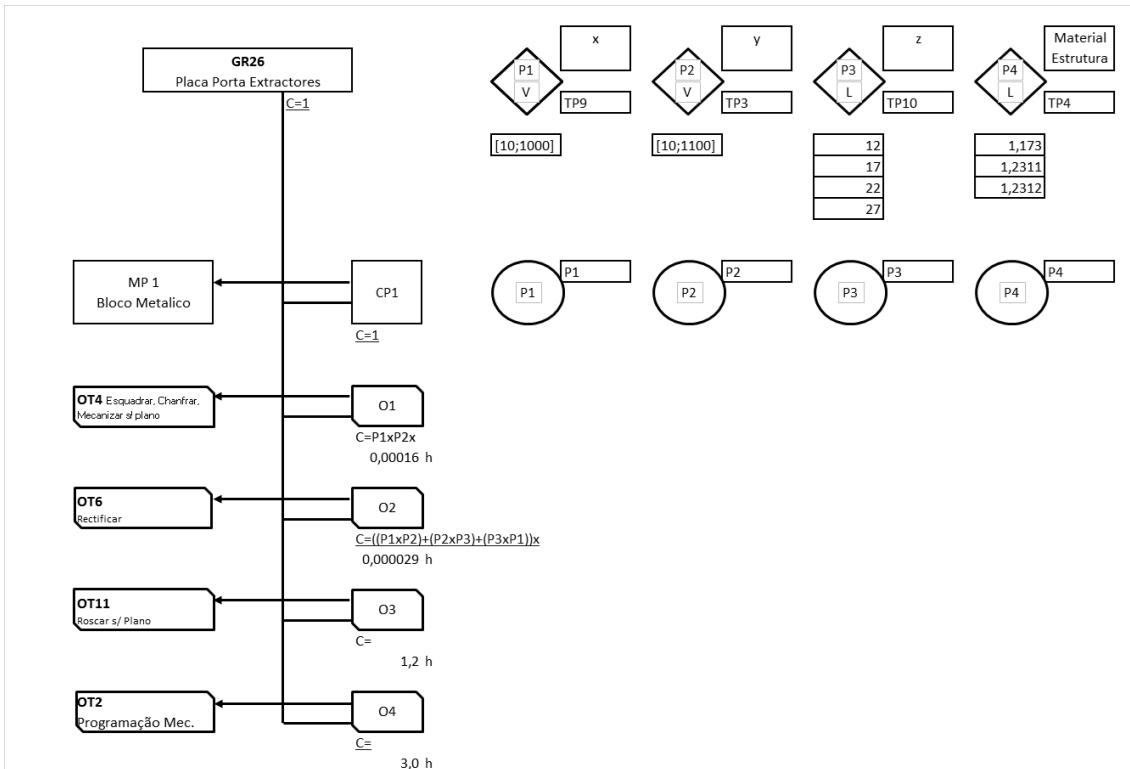 GR26
Placa Porta Extractores
C=1
x
P1
V
TP9
[10;1000]
y
P2
V
TP3
[10;1100]
z
P3
L
TP10
12
17
22
27
Material
Estrutura
P4
L
TP4
1,173
1,2311
1,2312
MP 1
Bloco Metalico
CP1
C=1
P1
P1
P2
P2
P3
P3
P4
P4
OT4 Esquadrar, Chanfrar,
Mecanizar s/ plano
O1
C=P1xP2x
0,00016 h
OT6
Rectificar
O2
C=((P1xP2)+(P2xP3)+(P3xP1))x
0,000029 h
OT11
Roscar s/ Plano
O3
C=
1,2 h
OT2
Programação Mec.
O4
C=
3,0 h